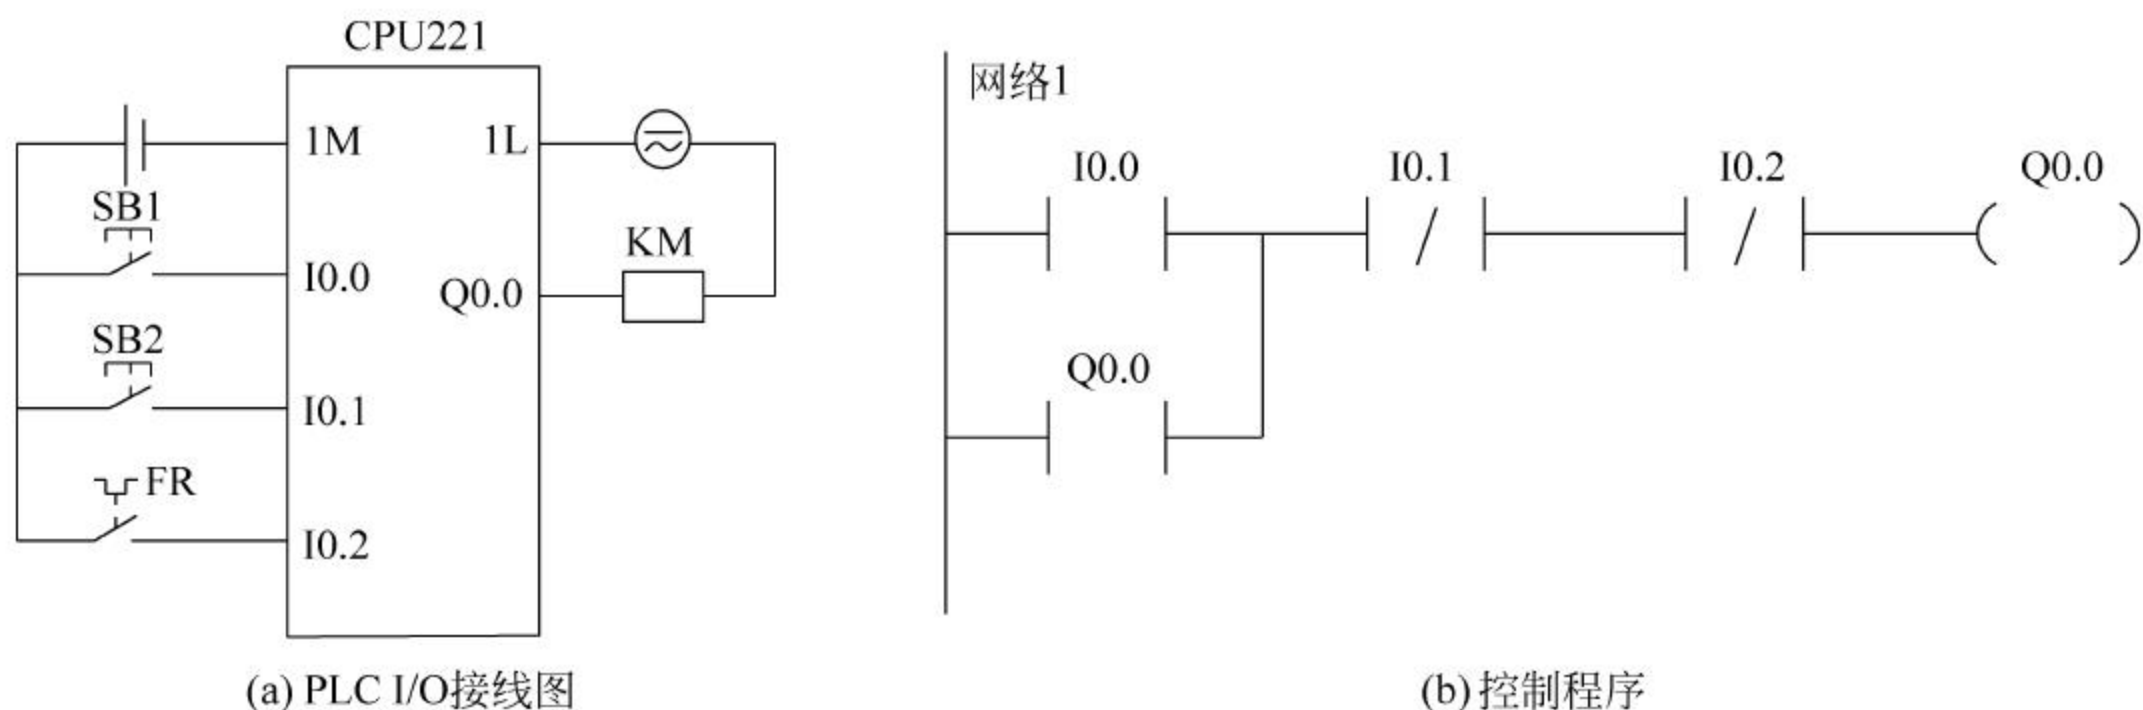 CPU221
1M
1L
SB1
I0.0
KM
Q0.0
SB2
I0.1
FR
I0.2
(a) PLC I/O接线图
网络1
I0.0
I0.1
I0.2
Q0.0
Q0.0
(b) 控制程序